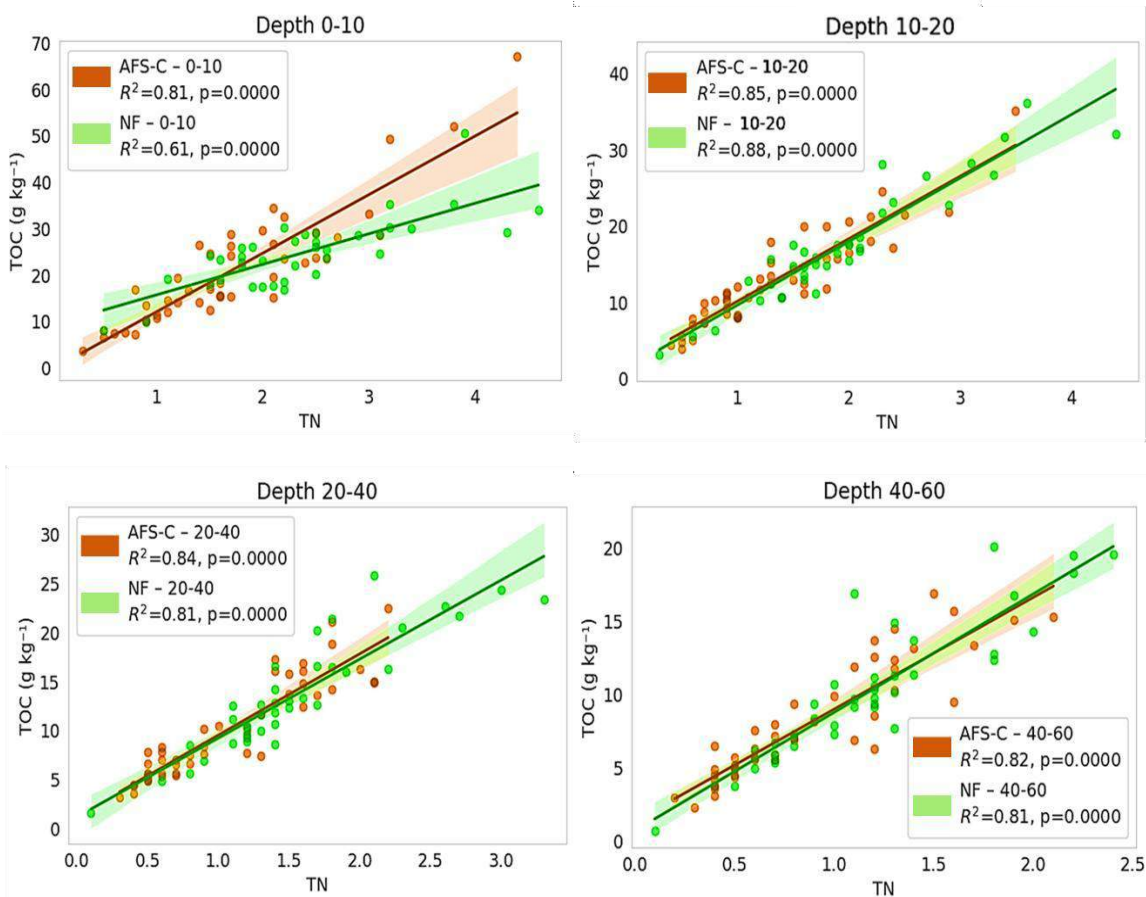 Depth 0-10
70
60
50
40
30
20
10
0
TOC (g kg⁻¹)
AFS-C – 0-10
R²=0.81, p=0.0000
NF – 0-10
R²=0.61, p=0.0000
1 2 3 4
TN
Depth 10-20
40
30
20
10
0
TOC (g kg⁻¹)
AFS-C – 10-20
R²=0.85, p=0.0000
NF – 10-20
R²=0.88, p=0.0000
1 2 3 4
TN
Depth 20-40
30
25
20
15
10
5
0
TOC (g kg⁻¹)
AFS-C – 20-40
R²=0.84, p=0.0000
NF – 20-40
R²=0.81, p=0.0000
0.0 0.5 1.0 1.5 2.0 2.5 3.0
TN
Depth 40-60
20
15
10
5
0
TOC (g kg⁻¹)
AFS-C – 40-60
R²=0.82, p=0.0000
NF – 40-60
R²=0.81, p=0.0000
0.0 0.5 1.0 1.5 2.0 2.5
TN